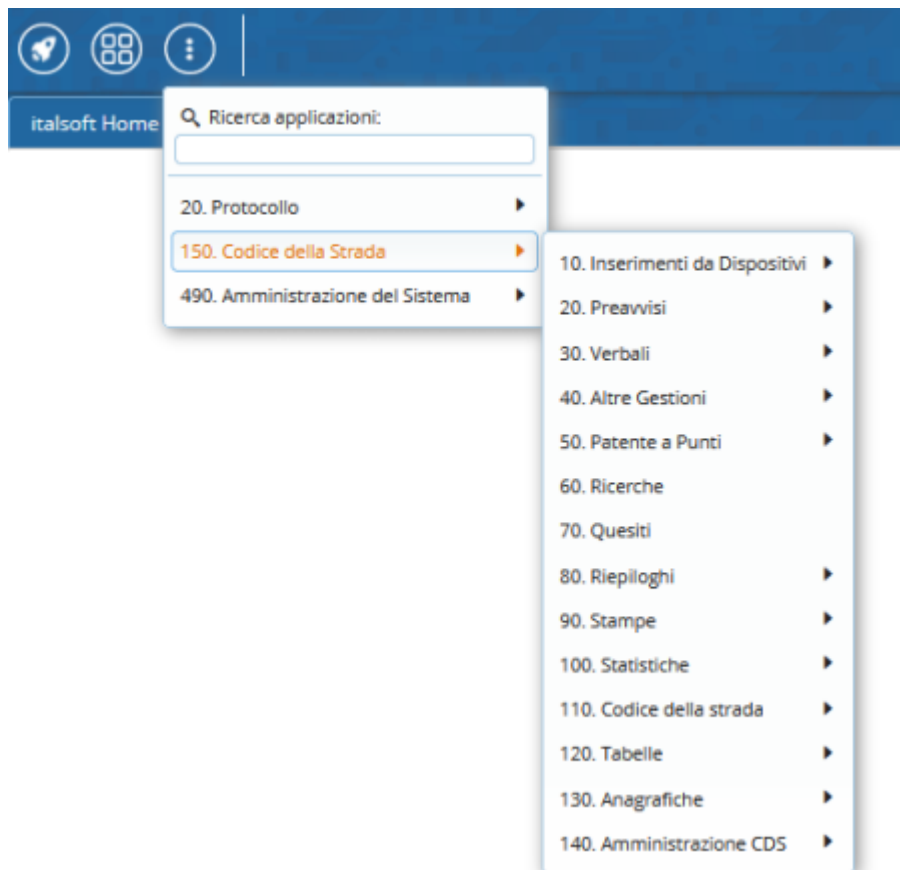 italsoft Home
Ricerca applicazioni:
20. Protocollo
150. Codice della Strada
490. Amministrazione del Sistema
10. Inserimenti da Dispositivi
20. Preavvisi
30. Verbali
40. Altre Gestioni
50. Patente a Punti
60. Ricerche
70. Quesiti
80. Riepiloghi
90. Stampe
100. Statistiche
110. Codice della strada
120. Tabelle
130. Anagrafiche
140. Amministrazione CDS